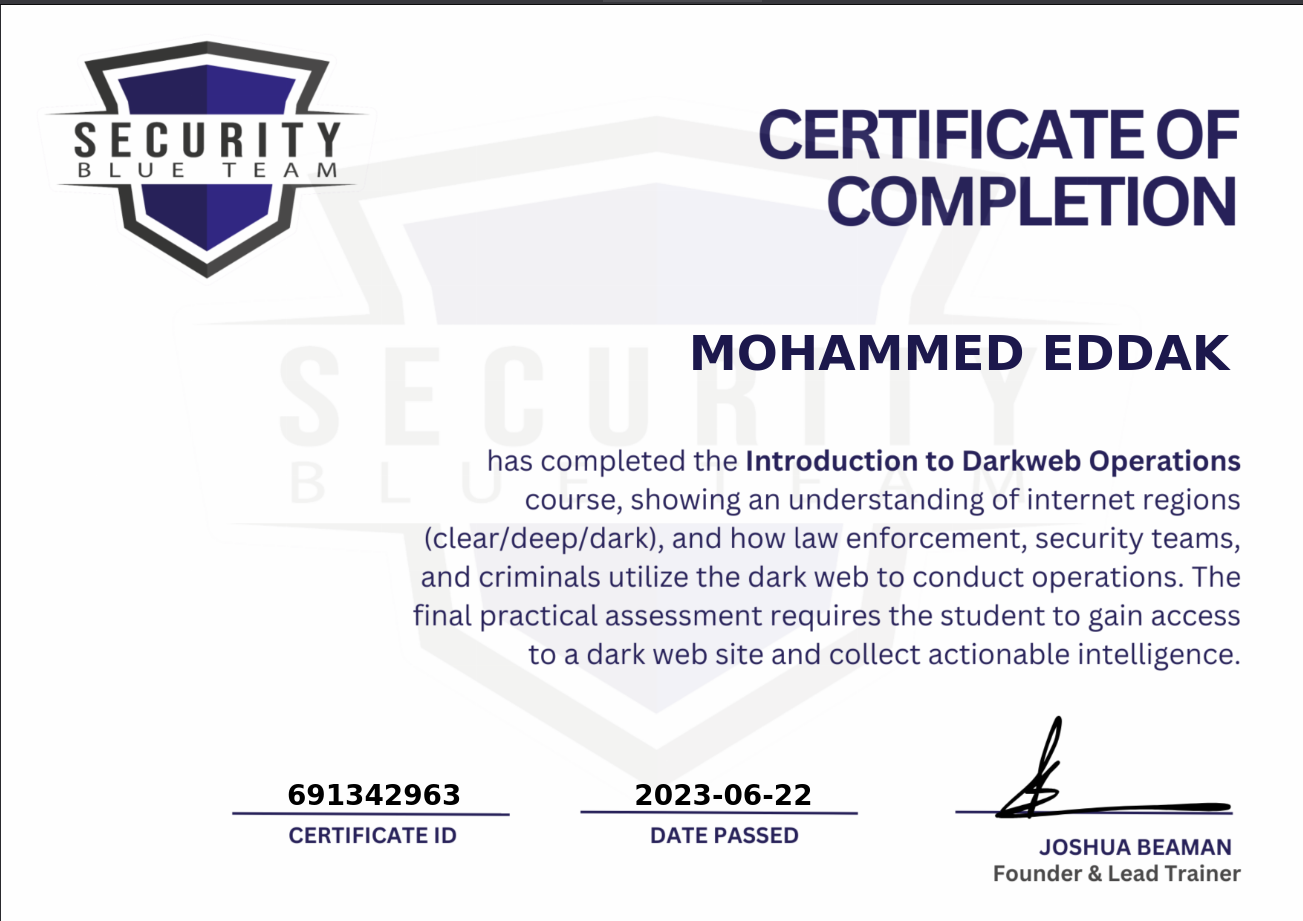 SECURITY
BLUE TEAM
CERTIFICATE OF
COMPLETION
MOHAMMED EDDAK
SECURITY
BLUE TEAM
has completed the Introduction to Darkweb Operations
course, showing an understanding of internet regions
(clear/deep/dark), and how law enforcement, security teams,
and criminals utilize the dark web to conduct operations. The
final practical assessment requires the student to gain access
to a dark web site and collect actionable intelligence.
691342963
CERTIFICATE ID
2023-06-22
DATE PASSED
JOSHUA BEAMAN
Founder & Lead Trainer